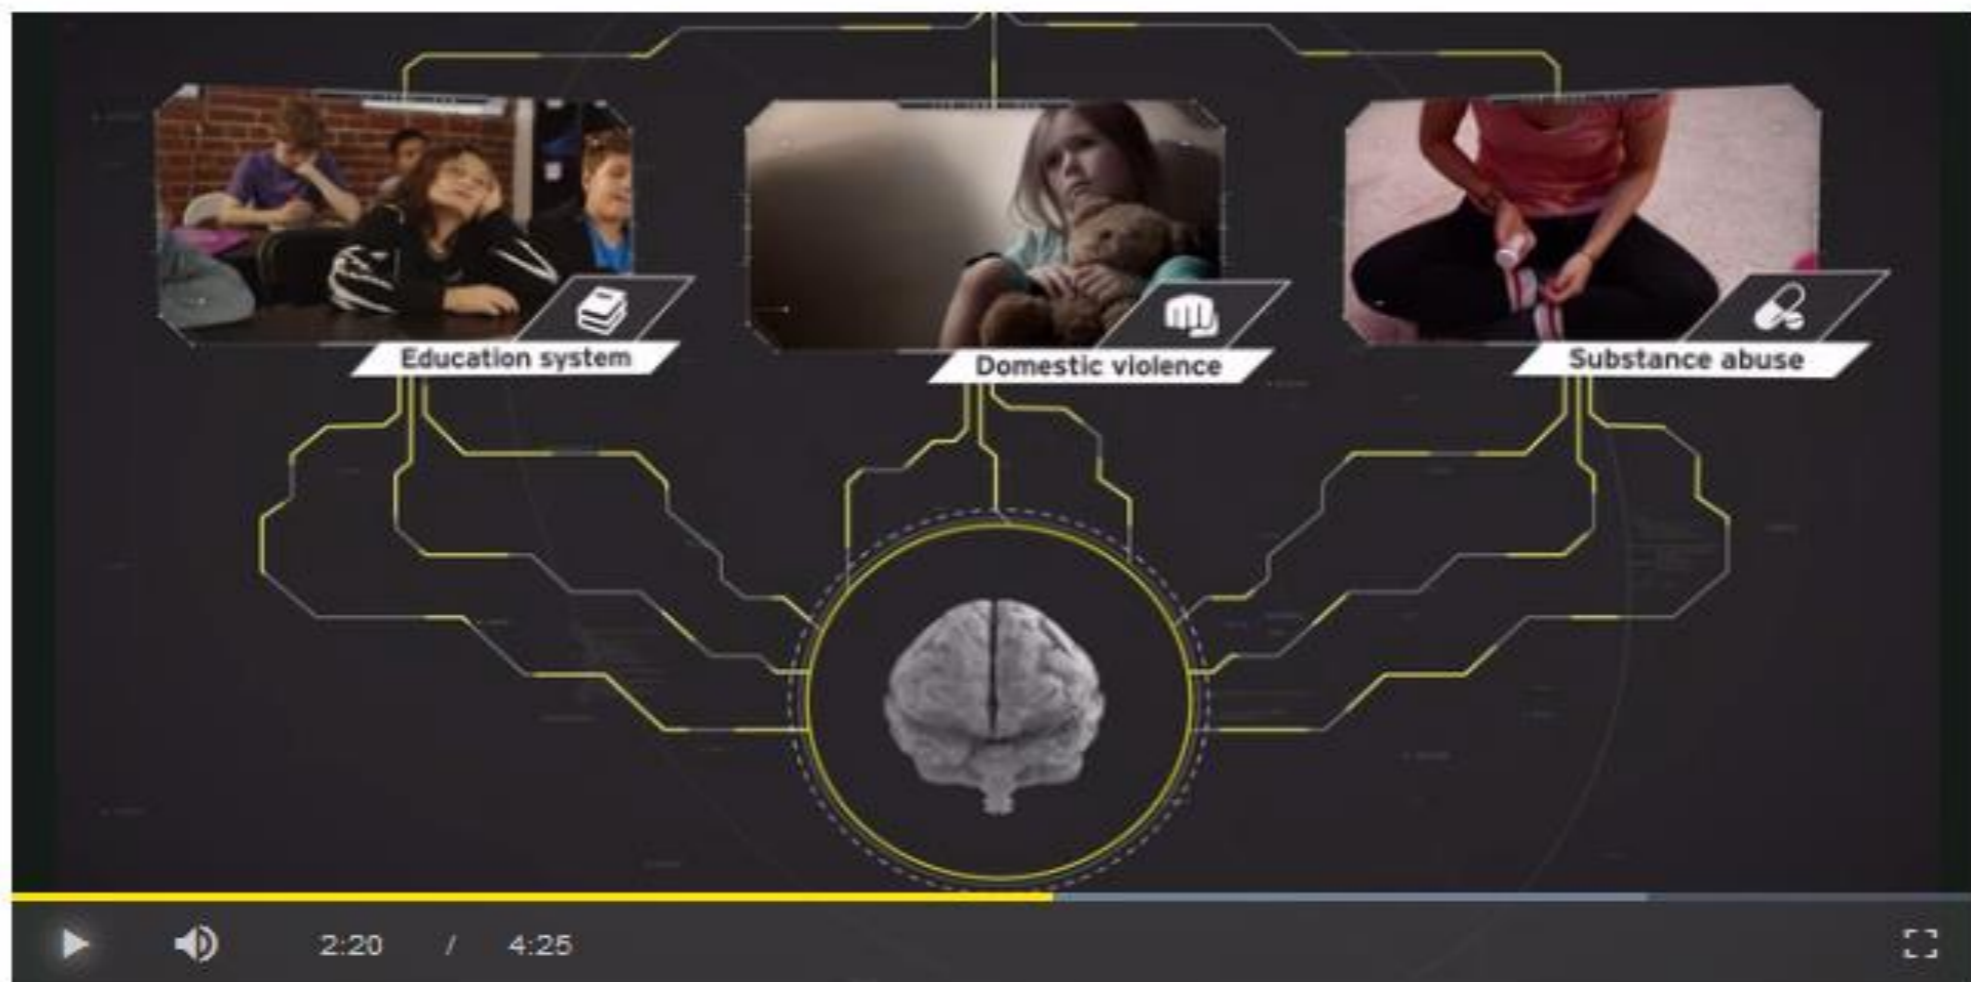 Education system
Domestic violence
Substance abuse
2:20 / 4:25